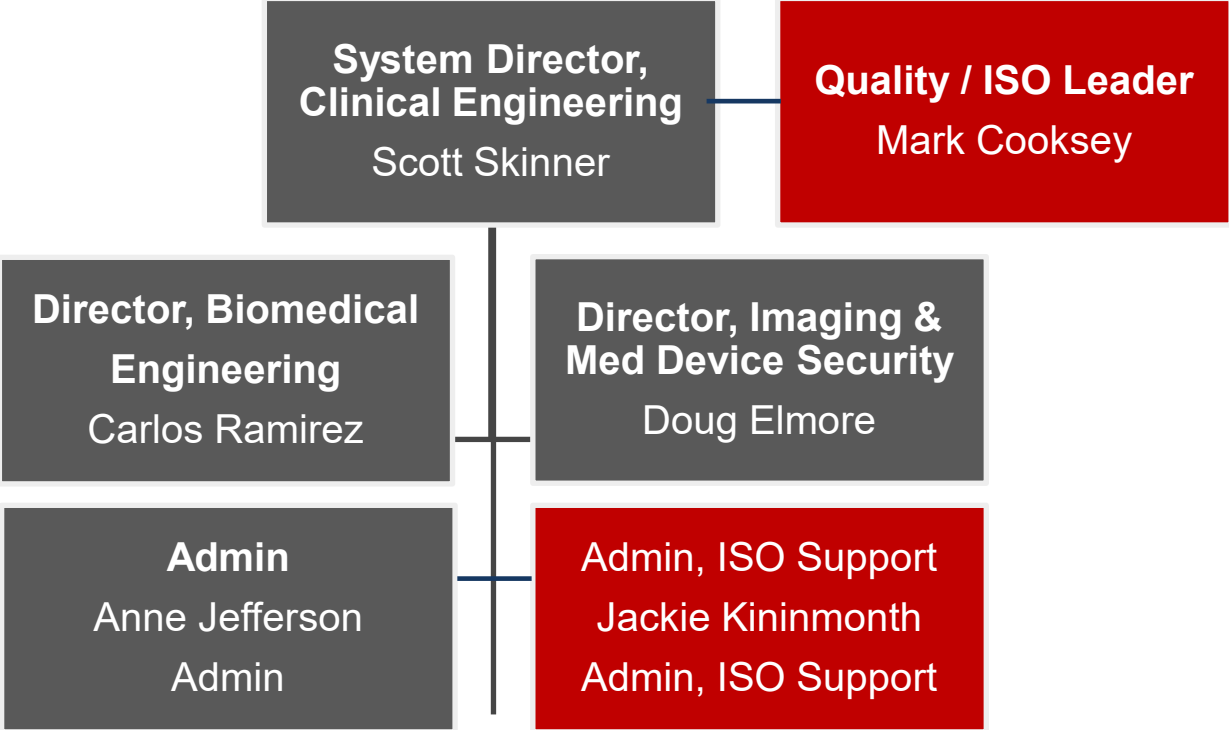 System Director,
Clinical Engineering
Scott Skinner
Quality / ISO Leader
Mark Cooksey
Director, Biomedical
Engineering
Carlos Ramirez
Director, Imaging &
Med Device Security
Doug Elmore
Admin
Anne Jefferson
Admin
Admin, ISO Support
Jackie Kininmonth
Admin, ISO Support